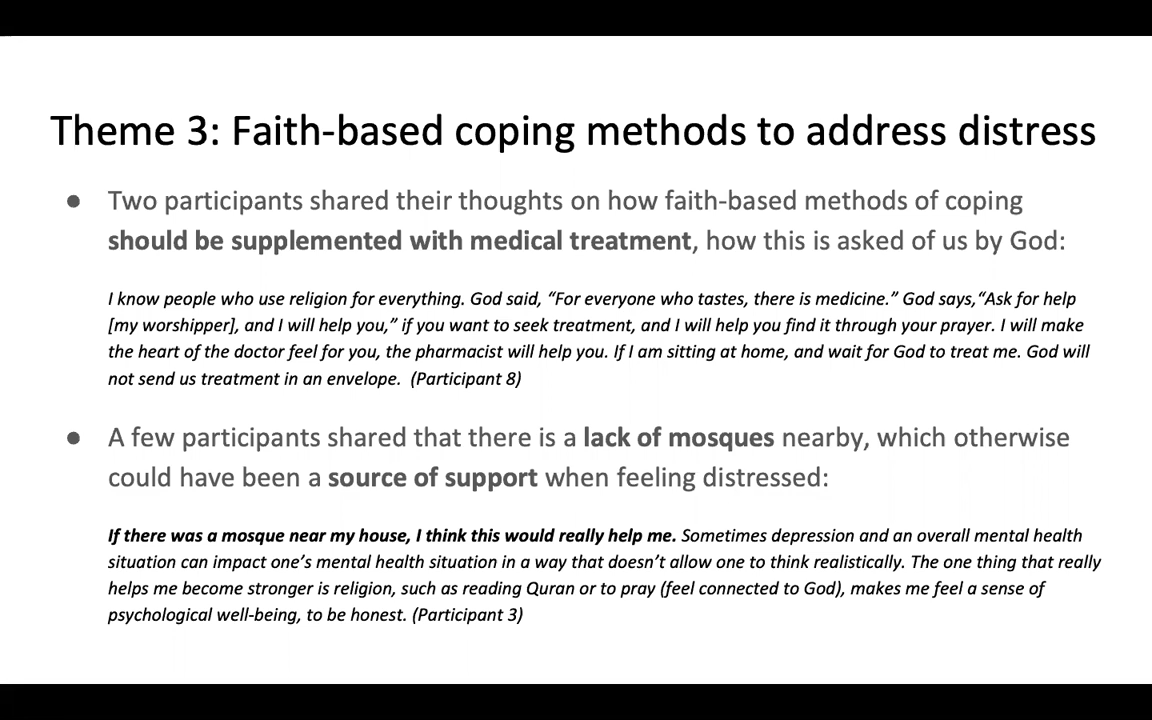 Theme 3: Faith-based coping methods to address distress
● Two participants shared their thoughts on how faith-based methods of coping
should be supplemented with medical treatment, how this is asked of us by God:
I know people who use religion for everything. God said, “For everyone who tastes, there is medicine.” God says,“Ask for help
[my worshipper], and I will help you,” if you want to seek treatment, and I will help you find it through your prayer. I will make
the heart of the doctor feel for you, the pharmacist will help you. If I am sitting at home, and wait for God to treat me. God will
not send us treatment in an envelope. (Participant 8)
● A few participants shared that there is a lack of mosques nearby, which otherwise
could have been a source of support when feeling distressed:
If there was a mosque near my house, I think this would really help me. Sometimes depression and an overall mental health
situation can impact one’s mental health situation in a way that doesn’t allow one to think realistically. The one thing that really
helps me become stronger is religion, such as reading Quran or to pray (feel connected to God), makes me feel a sense of
psychological well-being, to be honest. (Participant 3)